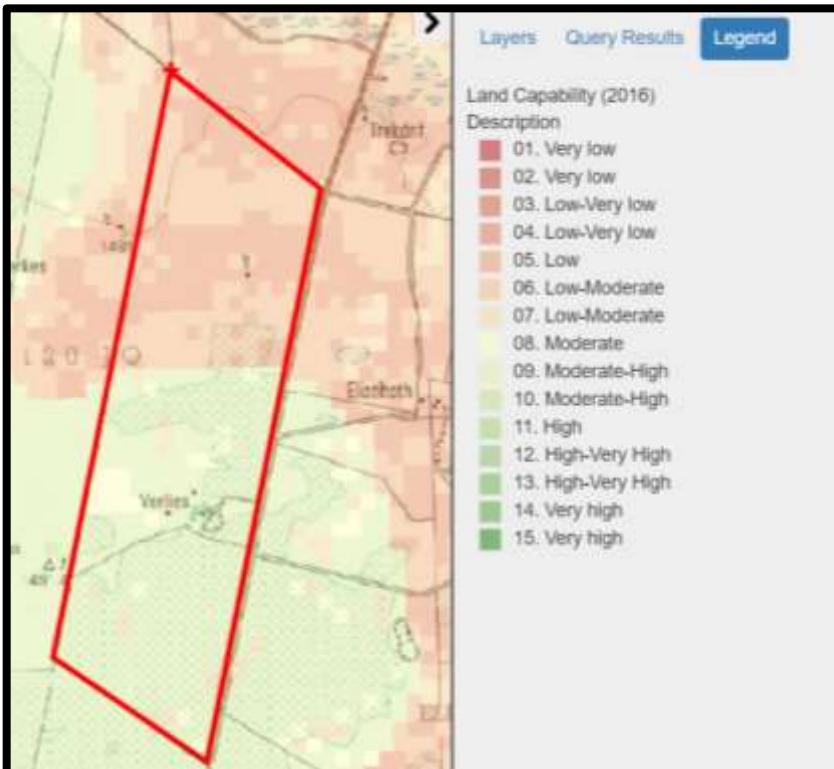 Layers Query Results Legend
Land Capability (2016)
Description
01. Very low
02. Very low
03. Low-Very low
04. Low-Very low
05. Low
06. Low-Moderate
07. Low-Moderate
08. Moderate
09. Moderate-High
10. Moderate-High
11. High
12. High-Very High
13. High-Very High
14. Very high
15. Very high
Verlies